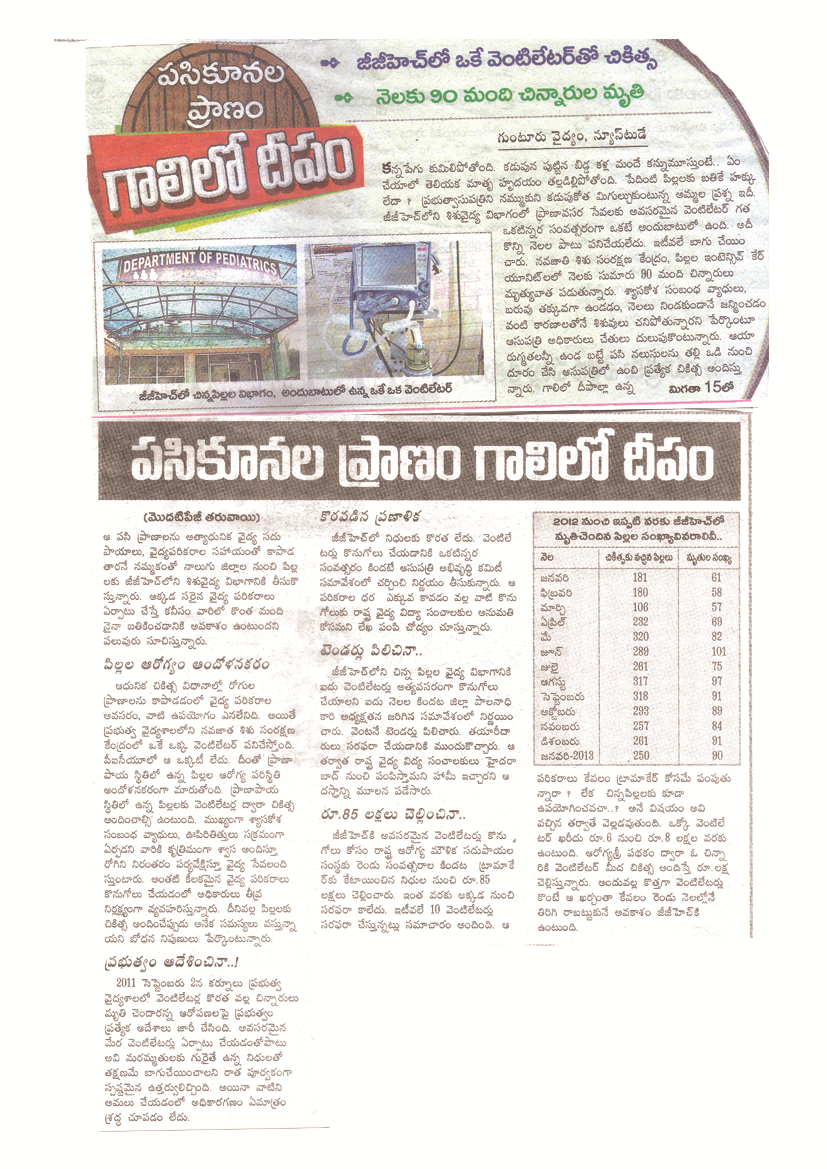 పసికూనల
ప్రాణం
గాలిలో దీపం
జీజీహెచ్‌లో ఒకే వెంటిలేటర్‌తో చికిత్స
నెలకు 90 మంది చిన్నారుల మృతి
గుంటూరు వైద్యం, న్యూస్‌టుడే
కన్నపేగు కుమిలిపోతోంది. కడుపున పుట్టిన బిడ్డ కళ్ల ముందే కన్నుమూస్తుంటే.. ఏం
చేయాలో తెలియక మాతృ హృదయం తల్లడిల్లిపోతోంది. పేదింటి పిల్లలకు బతికే హక్కు
లేదా ? ప్రభుత్వాసుపత్రిని నమ్ముకుని కడుపుకోత మిగుల్చుకుంటున్న అమ్మల ప్రశ్న ఇదీ.
జీజీహెచ్‌లోని శిశువైద్య విభాగంలో ప్రాణావసర సేవలకు అవసరమైన వెంటిలేటర్ గత
ఒకటిన్నర సంవత్సరంగా ఒకటే అందుబాటులో ఉంది. అదీ
కొన్ని నెలల పాటు పనిచేయలేదు. ఇటీవలే బాగు చేయిం
చారు. నవజాతి శిశు సంరక్షణ కేంద్రం, పిల్లల ఇంటెన్సివ్ కేర్
యూనిట్‌లలో నెలకు సుమారు 90 మంది చిన్నారులు
మృత్యువాత పడుతున్నారు. శ్వాసకోశ సంబంధ వ్యాధులు,
బరువు తక్కువగా ఉండడం, నెలలు నిండకుండానే జన్మించడం
వంటి కారణాలతోనే శిశువులు చనిపోతున్నారని పేర్కొంటూ
ఆసుపత్రి అధికారులు చేతులు దులుపుకొంటున్నారు. ఆయా
రుగ్మతలన్నీ ఉండ బట్టే పసి నలుసులను తల్లి ఒడి నుంచి
దూరం చేసి ఆసుపత్రిలో ఉంచి ప్రత్యేక చికిత్స అందిస్తు
న్నారు. గాలిలో దీపాల్లా ఉన్న
మిగతా 15లో
DEPARTMENT OF PEDIATRICS
జీజీహెచ్‌లో చిన్నపిల్లల విభాగం, అందుబాటులో ఉన్న ఒకే ఒక వెంటిలేటర్
పసికూనల ప్రాణం గాలిలో దీపం
(మొదటిపేజీ తరువాయి)
ఆ పసి ప్రాణాలను అత్యాధునిక వైద్య సదు
పాయాలు, వైద్యపరికరాల సహాయంతో కాపాడ
తారనే నమ్మకంతో నాలుగు జిల్లాల నుంచి పిల్ల
లకు జీజీహెచ్‌లోని శిశువైద్య విభాగానికి తీసుకొ
స్తున్నారు. అక్కడ సరైన వైద్య పరికరాలు
ఏర్పాటు చేస్తే కనీసం వారిలో కొంత మంది
నైనా బతికించడానికి అవకాశం ఉంటుందని
పలువురు సూచిస్తున్నారు.
పిల్లల ఆరోగ్యం ఆందోళనకరం
ఆధునిక చికిత్స విధానాల్లో రోగుల
ప్రాణాలను కాపాడడంలో వైద్య పరికరాల
అవసరం, వాటి ఉపయోగం ఎనలేనివి. అయితే
ప్రభుత్వ వైద్యశాలలోని నవజాత శిశు సంరక్షణ
కేంద్రంలో ఒకే ఒక్క వెంటిలేటర్ పనిచేస్తోంది.
పీఐసీయూలో ఆ ఒక్కటీ లేదు. దీంతో ప్రాణా
పాయ స్థితిలో ఉన్న పిల్లల ఆరోగ్య పరిస్థితి
ఆందోళనకరంగా మారుతోంది. ప్రాణాపాయ
స్థితిలో ఉన్న పిల్లలకు వెంటిలేటర్ల ద్వారా చికిత్స
అందించాల్సి ఉంటుంది. ముఖ్యంగా శ్వాసకోశ
సంబంధ వ్యాధులు, ఊపిరితిత్తులు సక్రమంగా
ఏర్పడని వారికి కృత్రిమంగా శ్వాస అందిస్తూ
రోగిని నిరంతరం పర్యవేక్షిస్తూ వైద్య సేవలంది
స్తుంటారు. అంతటి కీలకమైన వైద్య పరికరాలు
కొనుగోలు చేయడంలో అధికారులు తీవ్ర
నిర్లక్ష్యంగా వ్యవహరిస్తున్నారు. దీనివల్ల పిల్లలకు
చికిత్స అందించేప్పుడు అనేక సమస్యలు వస్తున్నా
యని బోధన నిపుణులు పేర్కొంటున్నారు.
ప్రభుత్వం ఆదేశించినా..!
2011 సెప్టెంబరు 2న కర్నూలు ప్రభుత్వ
వైద్యశాలలో వెంటిలేటర్ల కొరత వల్ల చిన్నారులు
మృతి చెందారన్న ఆరోపణలపై ప్రభుత్వం
ప్రత్యేక ఆదేశాలు జారీ చేసింది. అవసరమైన
మేర వెంటిలేటర్లు ఏర్పాటు చేయడంతోపాటు
అవి మరమ్మతులకు గురైతే ఉన్న నిధులతో
తక్షణమే బాగుచేయించాలని రాత పూర్వకంగా
స్పష్టమైన ఉత్తర్వులిచ్చింది. అయినా వాటిని
అమలు చేయడంలో అధికారగణం ఏమాత్రం
శ్రద్ధ చూపడం లేదు.
కొరవడిన ప్రణాళిక
జీజీహెచ్‌లో నిధులకు కొరత లేదు. వెంటిలే
టర్లు కొనుగోలు చేయడానికి ఒకటిన్నర
సంవత్సరం కిందటే ఆసుపత్రి అభివృద్ధి కమిటీ
సమావేశంలో చర్చించి నిర్ణయం తీసుకున్నారు. ఆ
పరికరాల ధర ఎక్కువ కావడం వల్ల వాటి కొను
గోలుకు రాష్ట్ర వైద్య విద్యా సంచాలకుల అనుమతి
కోసమని లేఖ పంపి చోద్యం చూస్తున్నారు.
టెండర్లు పిలిచినా..
జీజీహెచ్‌లోని చిన్న పిల్లల వైద్య విభాగానికి
ఐదు వెంటిలేటర్లు అత్యవసరంగా కొనుగోలు
చేయాలని ఐదు నెలల కిందట జిల్లా పాలనాధి
కారి అధ్యక్షతన జరిగిన సమావేశంలో నిర్ణయిం
చారు. వెంటనే టెండర్లు పిలిచారు. తయారీదా
రులు సరఫరా చేయడానికి ముందుకొచ్చారు. ఆ
తర్వాత రాష్ట్ర వైద్య విద్య సంచాలకులు హైదరా
బాద్ నుంచి పంపిస్తామని హామీ ఇచ్చారని ఆ
దస్త్రాన్ని మూలన పడేసారు.
రూ.85 లక్షలు చెల్లించినా..
జీజీహెచ్‌కి అవసరమైన వెంటిలేటర్లు కొను
గోలు కోసం రాష్ట్ర ఆరోగ్య మౌళిక సదుపాయాల
సంస్థకు రెండు సంవత్సరాల కిందట ట్రామాకే
ర్‌కు కేటాయించిన నిధుల నుంచి రూ.85
లక్షలు చెల్లించారు. ఇంత వరకు అక్కడ నుంచి
సరఫరా కాలేదు. ఇటీవలే 10 వెంటిలేటర్లు
సరఫరా చేస్తున్నట్లు సమాచారం అందింది. ఆ
2012 నుంచి ఇప్పటి వరకు జీజీహెచ్‌లో
మృతిచెందిన పిల్లల సంఖ్యావివరాలివీ..
నెల చికిత్సకు వచ్చిన పిల్లలు మృతుల సంఖ్య
జనవరి 181 61
ఫిబ్రవరి 180 58
మార్చి 106 57
ఏప్రిల్ 232 69
మే 320 82
జూన్ 289 101
జులై 261 75
ఆగస్టు 317 97
సెప్టెంబరు 318 91
అక్టోబరు 293 89
నవంబరు 257 84
డిశంబరు 261 91
జనవరి-2013 250 90
పరికరాలు కేవలం ట్రామాకేర్ కోసమే పంపుతు
న్నారా ? లేక చిన్నపిల్లలకు కూడా
ఉపయోగించవచా..? అనే విషయం అవి
వచ్చిన తర్వాతే వెల్లడవుతుంది. ఒక్కో వెంటిలే
టర్ ఖరీదు రూ.6 నుంచి రూ.8 లక్షల వరకు
ఉంటుంది. ఆరోగ్యశ్రీ పథకం ద్వారా ఓ చిన్నా
రికి వెంటిలేటర్ మీద చికిత్స అందిస్తే రూ.లక్ష
చెల్లిస్తున్నారు. అందువల్ల కొత్తగా వెంటిలేటర్లు
కొంటే ఆ ఖర్చంతా కేవలం రెండు నెలల్లోనే
తిరిగి రాబట్టుకునే అవకాశం జీజీహెచ్‌కి
ఉంటుంది.